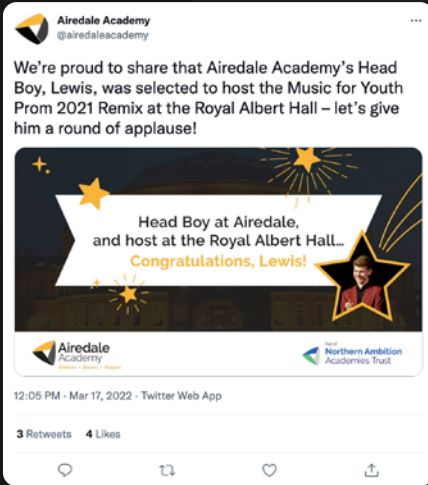 Airedale Academy
@airedaleacademy
We're proud to share that Airedale Academy's Head
Boy, Lewis, was selected to host the Music for Youth
Prom 2021 Remix at the Royal Albert Hall – let's give
him a round of applause!
Head Boy at Airedale,
and host at the Royal Albert Hall...
Congratulations, Lewis!
Airedale
Academy
Part of
Northern Ambition
Academies Trust
12:05 PM · Mar 17, 2022 · Twitter Web App
3 Retweets 4 Likes